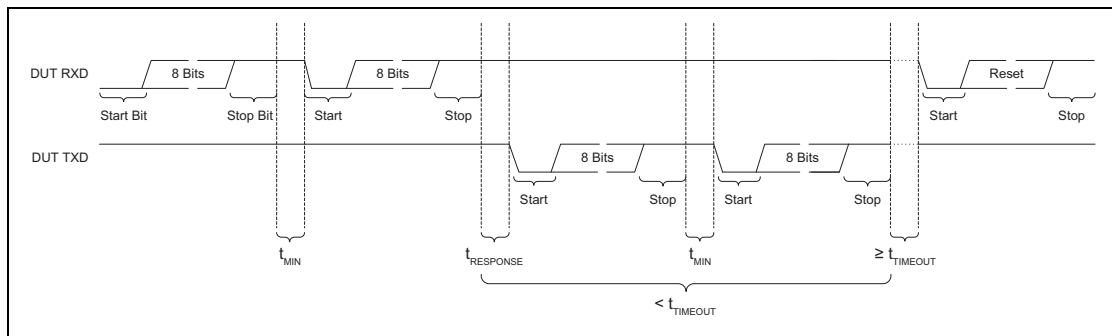 DUT RXD
8 Bits
8 Bits
Reset
Start Bit
Stop Bit
Start
Stop
Start
Stop
DUT TXD
8 Bits
8 Bits
Start
Stop
Start
Stop
tMIN
tRESPONSE
tMIN
≥ tTIMEOUT
< tTIMEOUT